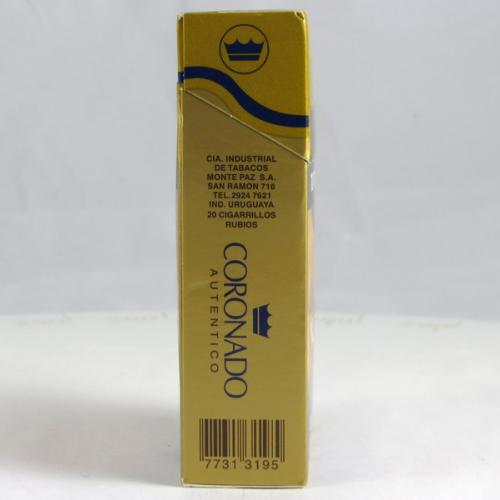 CIA. INDUSTRIAL
DE TABACOS
MONTE PAZ S.A.
SAN RAMON 716
TEL. 2924 7621
IND. URUGUAYA
20 CIGARRILLOS
RUBIOS
CORONADO
AUTENTICO
7731 3195